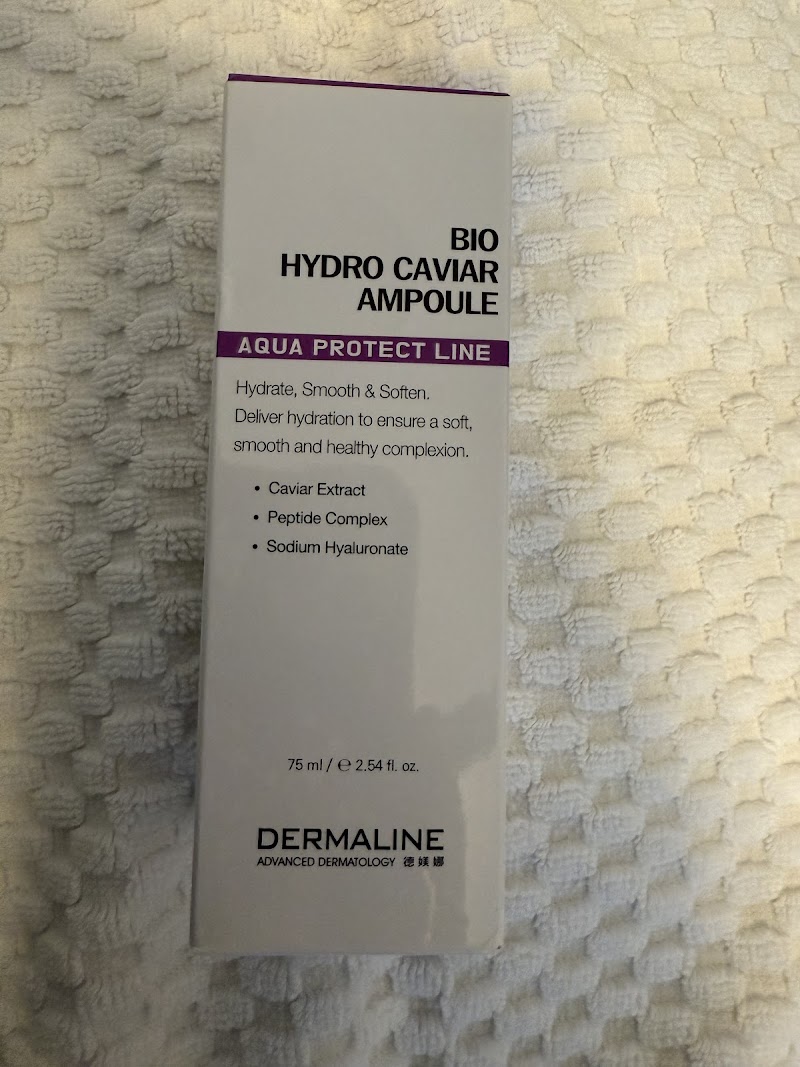 BIO
HYDRO CAVIAR
AMPOULE
AQUA PROTECT LINE
Hydrate, Smooth & Soften.
Deliver hydration to ensure a soft,
smooth and healthy complexion.
• Caviar Extract
• Peptide Complex
• Sodium Hyaluronate
75 ml / ℮ 2.54 fl. oz.
DERMALINE
ADVANCED DERMATOLOGY 德媄娜